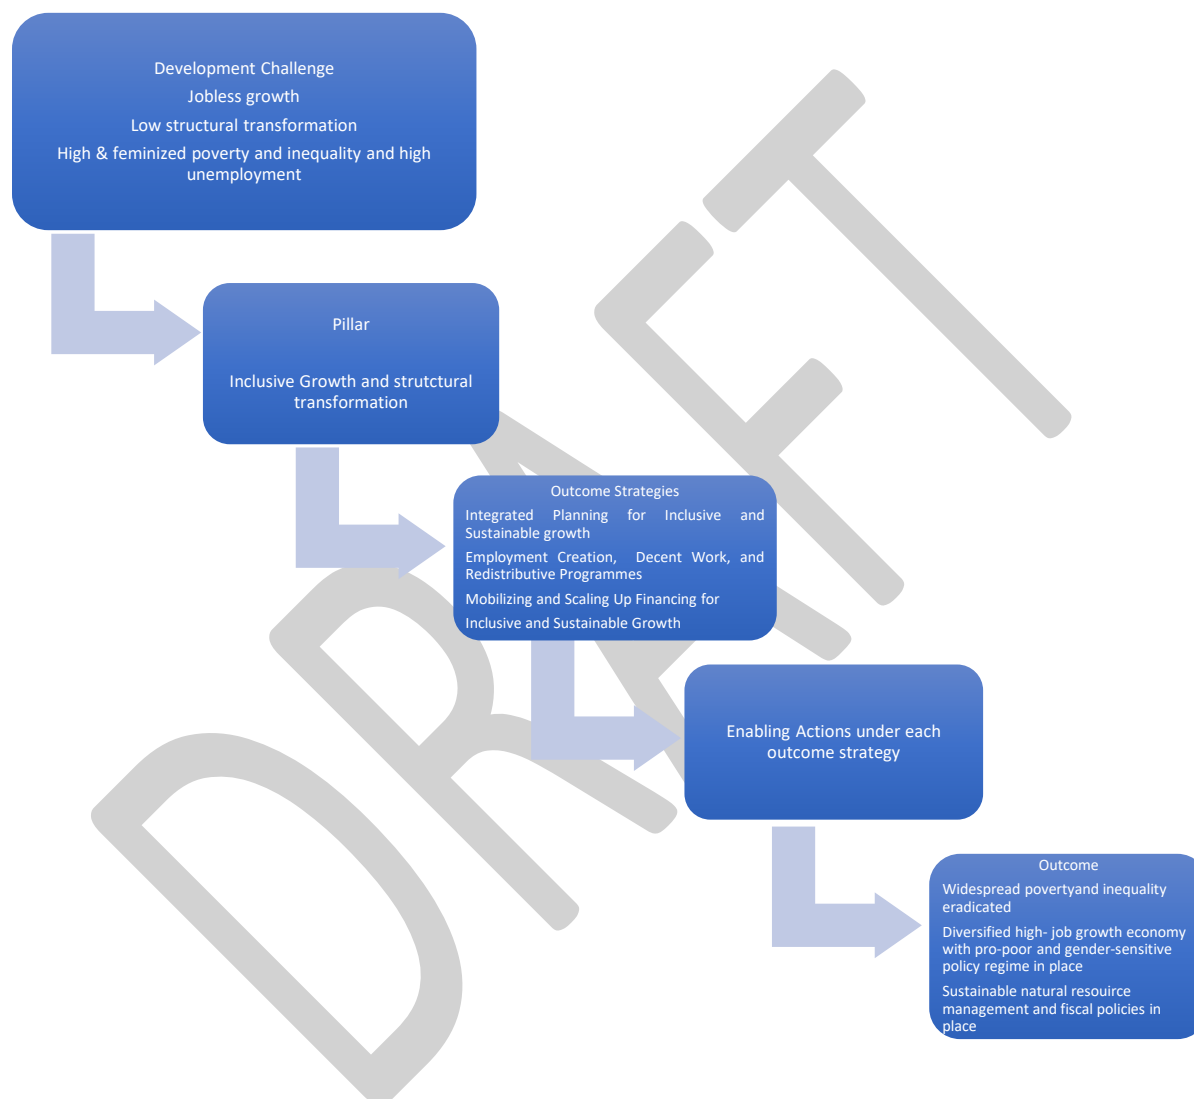 Development Challenge
Jobless growth
Low structural transformation
High & feminized poverty and inequality and high
unemployment
Pillar
Inclusive Growth and strutctural
transformation
Outcome Strategies
Integrated Planning for Inclusive and
Sustainable growth
Employment Creation, Decent Work, and
Redistributive Programmes
Mobilizing and Scaling Up Financing for
Inclusive and Sustainable Growth
Enabling Actions under each
outcome strategy
Outcome
Widespread povertyand inequality
eradicated
Diversified high- job growth economy
with pro-poor and gender-sensitive
policy regime in place
Sustainable natural resouirce
management and fiscal policies in
place
DRAFT